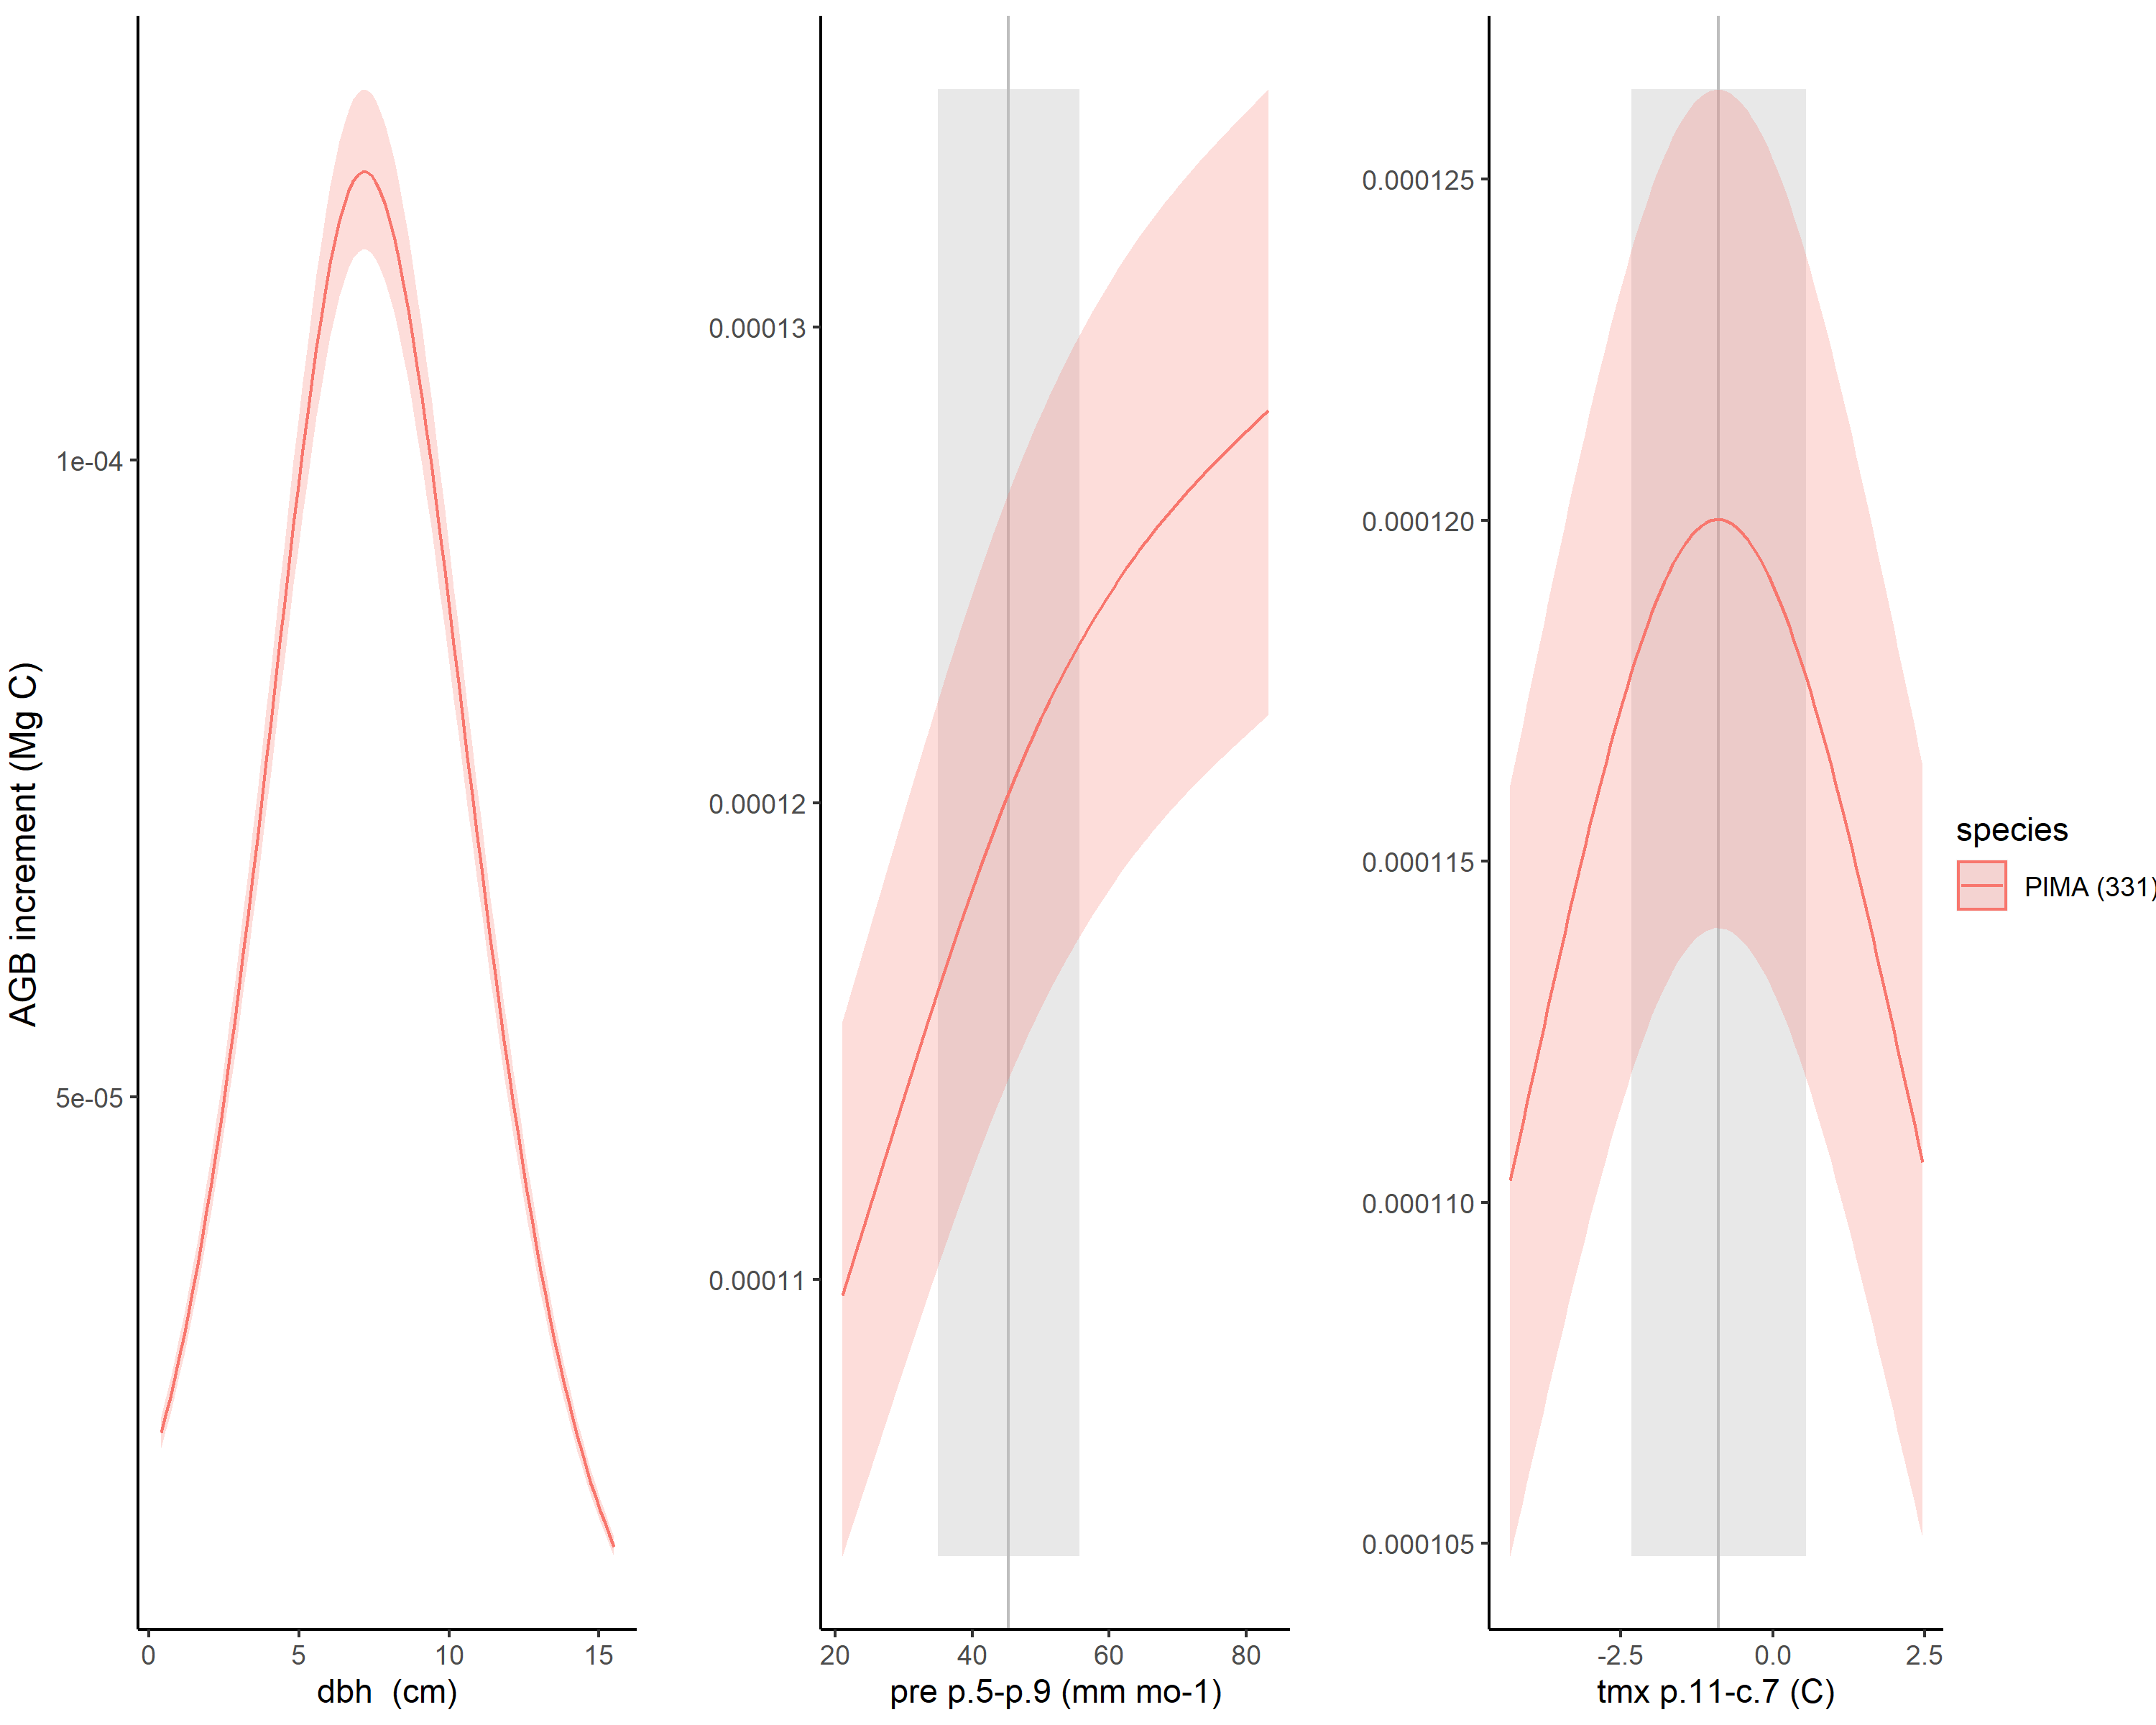 AGB increment (Mg C)
1e-04
5e-05
0 5 10 15
dbh  (cm)
0.00013
0.00012
0.00011
20 40 60 80
pre p.5-p.9 (mm mo-1)
0.000125
0.000120
0.000115
0.000110
0.000105
-2.5 0.0 2.5
tmx p.11-c.7 (C)
species
PIMA (331)